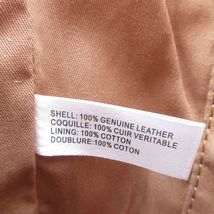 SHELL: 100% GENUINE LEATHER
COQUILLE: 100% CUIR VERITABLE
LINING: 100% COTTON
DOUBLURE:100% COTON